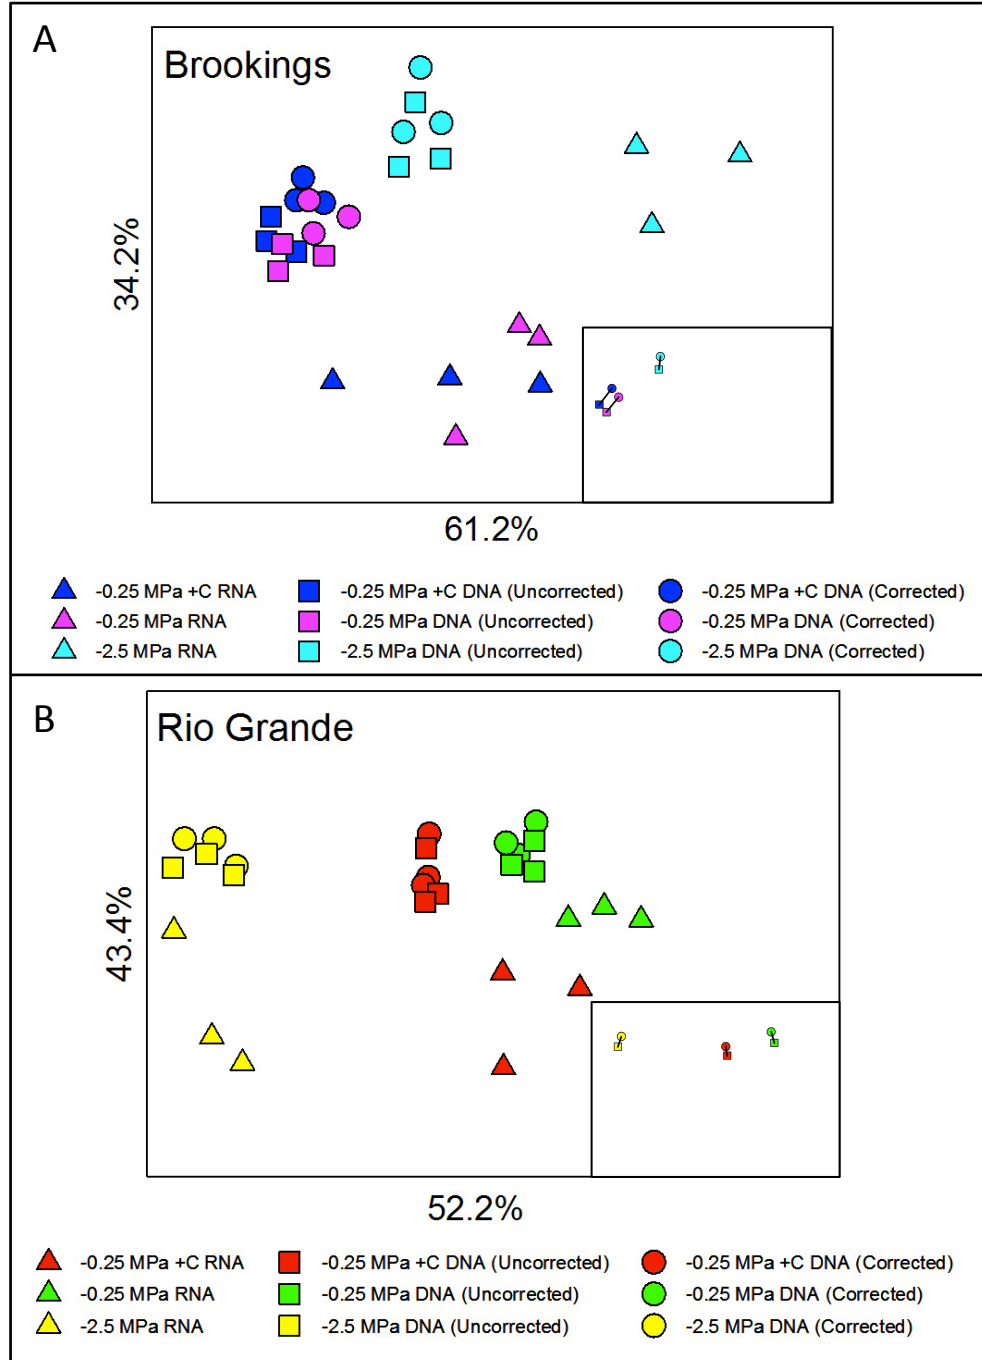 A
Brookings
34.2%
61.2%
-0.25 MPa +C RNA
-0.25 MPa +C DNA (Uncorrected)
-0.25 MPa +C DNA (Corrected)
-0.25 MPa RNA
-0.25 MPa DNA (Uncorrected)
-0.25 MPa DNA (Corrected)
-2.5 MPa RNA
-2.5 MPa DNA (Uncorrected)
-2.5 MPa DNA (Corrected)
B
Rio Grande
43.4%
52.2%
-0.25 MPa +C RNA
-0.25 MPa +C DNA (Uncorrected)
-0.25 MPa +C DNA (Corrected)
-0.25 MPa RNA
-0.25 MPa DNA (Uncorrected)
-0.25 MPa DNA (Corrected)
-2.5 MPa RNA
-2.5 MPa DNA (Uncorrected)
-2.5 MPa DNA (Corrected)